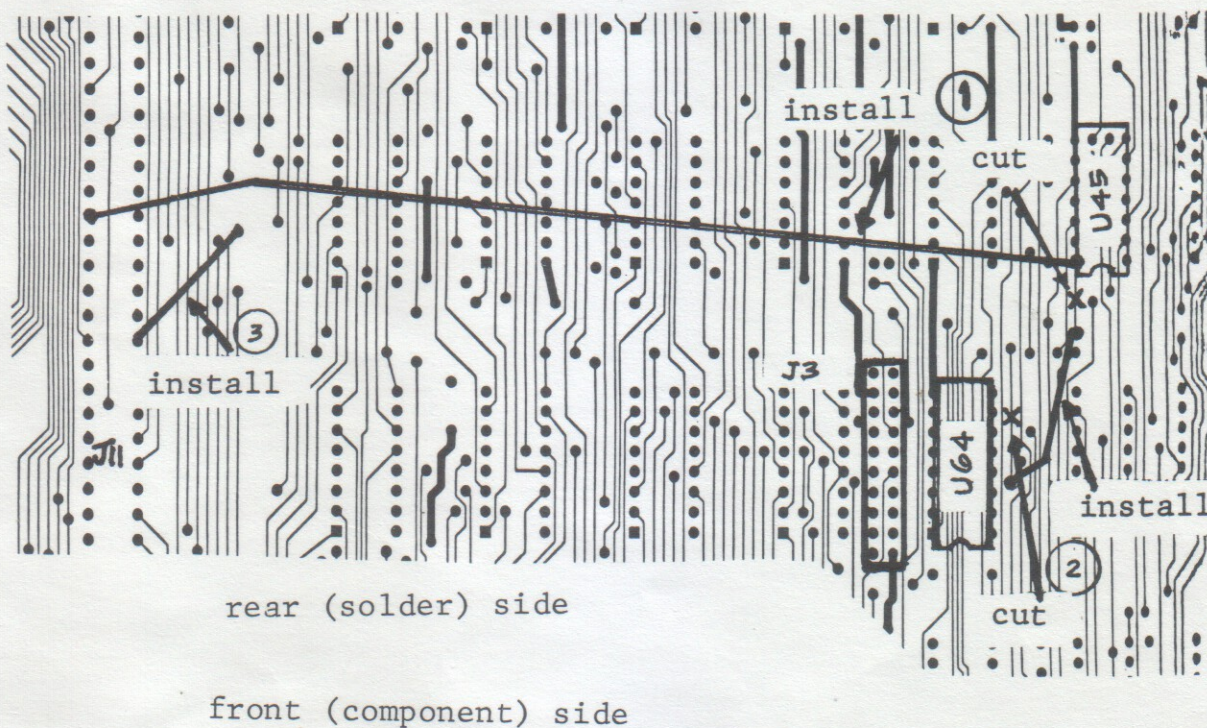 1
install
cut
U45
3
install
J3
J11
U64
install
2
cut
rear (solder) side
front (component) side